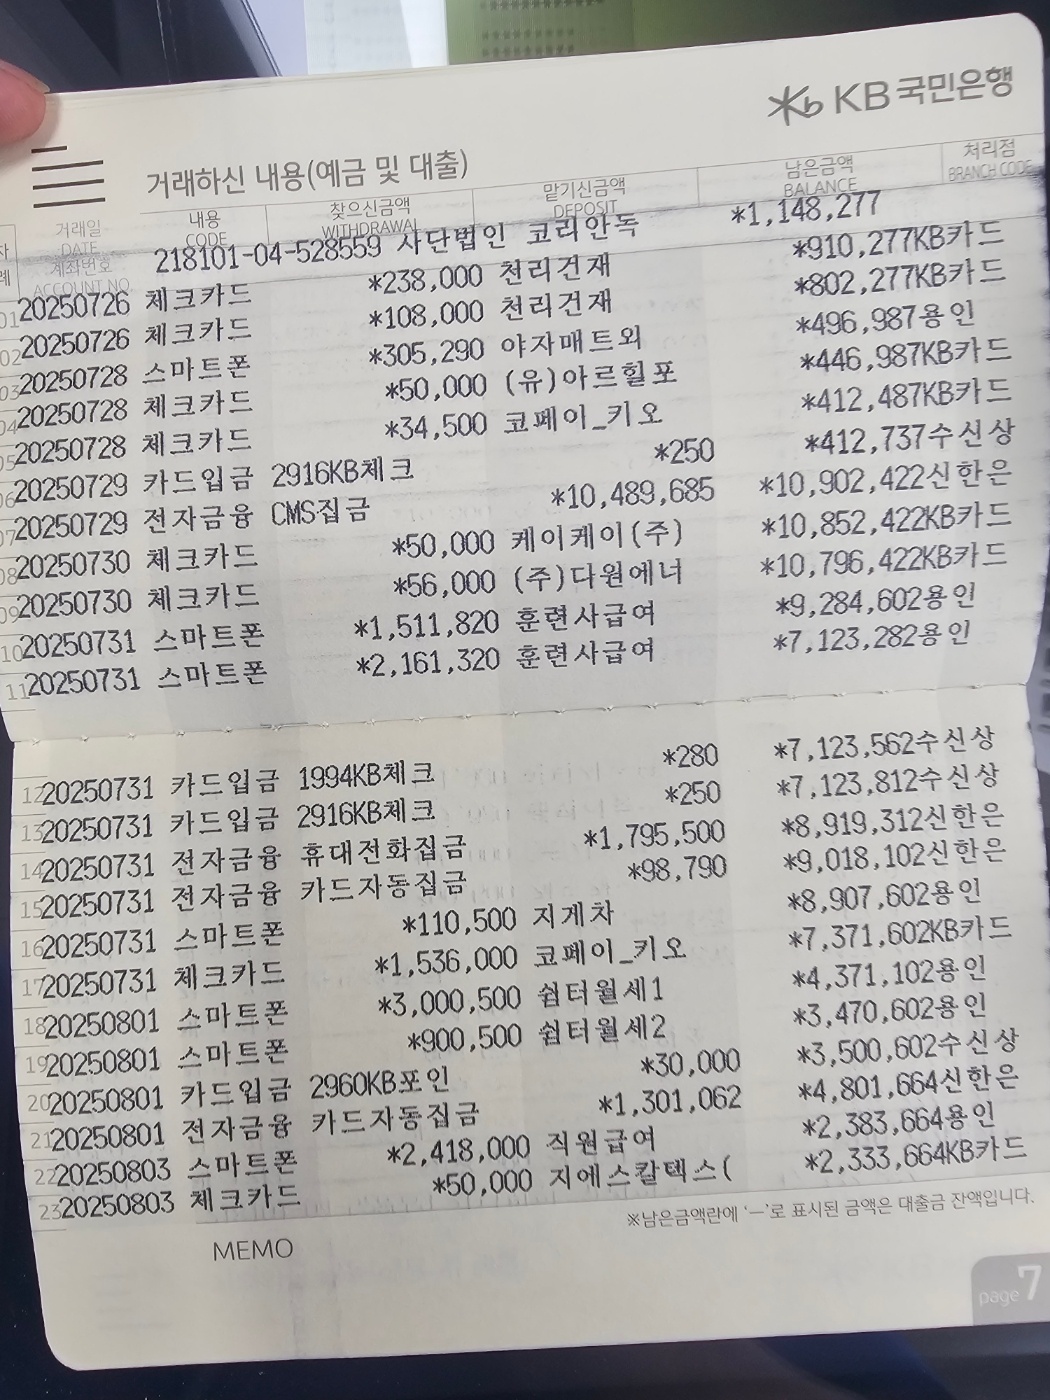 KB국민은행
거래하신 내용(예금 및 대출)
거래일 DATE 내용 CODE 찾으신금액 WITHDRAWAL 맡기신금액 DEPOSIT 남은금액 BALANCE 처리점 BRANCH CODE
계좌번호 ACCOUNT NO.
218101-04-528559 사단법인 코리안독 *1,148,277
20250726 체크카드 *238,000 천리건재 *910,277KB카드
20250726 체크카드 *108,000 천리건재 *802,277KB카드
20250728 스마트폰 *305,290 야자매트외 *496,987용인
20250728 체크카드 *50,000 (유)아르힐포 *446,987KB카드
20250728 체크카드 *34,500 코페이_키오 *412,487KB카드
20250729 카드입금 2916KB체크 *250 *412,737수신상
20250729 전자금융 CMS집금 *10,489,685 *10,902,422신한은
20250730 체크카드 *50,000 케이케이(주) *10,852,422KB카드
20250730 체크카드 *56,000 (주)다원에너 *10,796,422KB카드
10 20250731 스마트폰 *1,511,820 훈련사급여 *9,284,602용인
11 20250731 스마트폰 *2,161,320 훈련사급여 *7,123,282용인
12 20250731 카드입금 1994KB체크 *280 *7,123,562수신상
13 20250731 카드입금 2916KB체크 *250 *7,123,812수신상
14 20250731 전자금융 휴대전화집금 *1,795,500 *8,919,312신한은
15 20250731 전자금융 카드자동집금 *98,790 *9,018,102신한은
16 20250731 스마트폰 *110,500 지게차 *8,907,602용인
17 20250731 체크카드 *1,536,000 코페이_키오 *7,371,602KB카드
18 20250801 스마트폰 *3,000,500 쉼터월세1 *4,371,102용인
19 20250801 스마트폰 *900,500 쉼터월세2 *3,470,602용인
20 20250801 카드입금 2960KB포인 *30,000 *3,500,602수신상
21 20250801 전자금융 카드자동집금 *1,301,062 *4,801,664신한은
22 20250803 스마트폰 *2,418,000 직원급여 *2,383,664용인
23 20250803 체크카드 *50,000 지에스칼텍스( *2,333,664KB카드
※남은금액란에 '－'로 표시된 금액은 대출금 잔액입니다.
MEMO
page 7